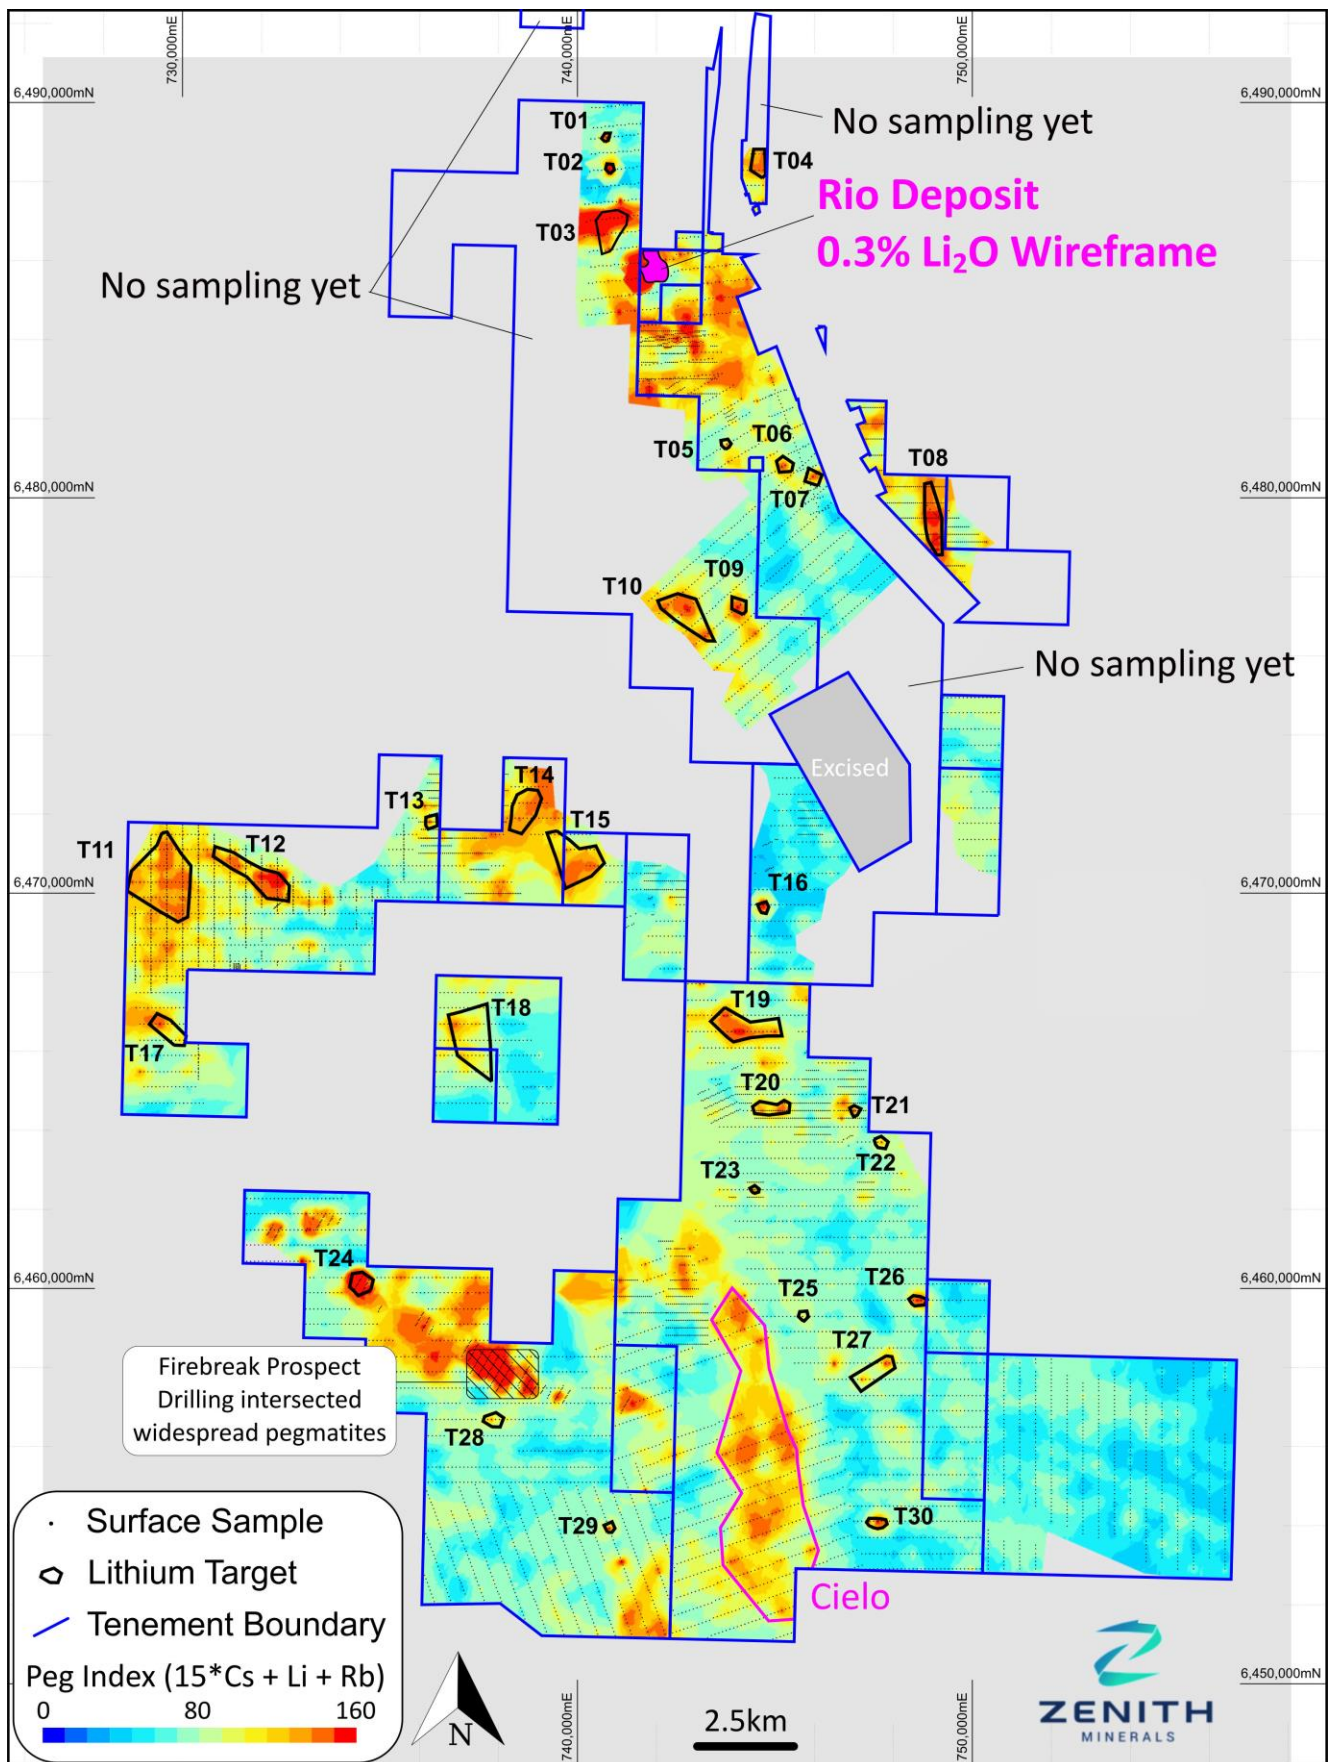 730,000mE
740,000mE
750,000mE
6,490,000mN
6,490,000mN
T01
No sampling yet
T02
T04
Rio Deposit
T03
0.3% Li₂O Wireframe
No sampling yet
T05
T06
T08
6,480,000mN
6,480,000mN
T07
T10
T09
No sampling yet
Excised
T14
T13
T15
T11
T12
6,470,000mN
6,470,000mN
T16
T18
T19
T17
T20
T21
T22
T23
T24
6,460,000mN
6,460,000mN
T25
T26
T27
Firebreak Prospect
Drilling intersected
widespread pegmatites
T28
T29
T30
Cielo
Surface Sample
Lithium Target
Tenement Boundary
Peg Index (15*Cs + Li + Rb)
0
80
160
N
740,000mE
2.5km
750,000mE
6,450,000mN
ZENITH
MINERALS